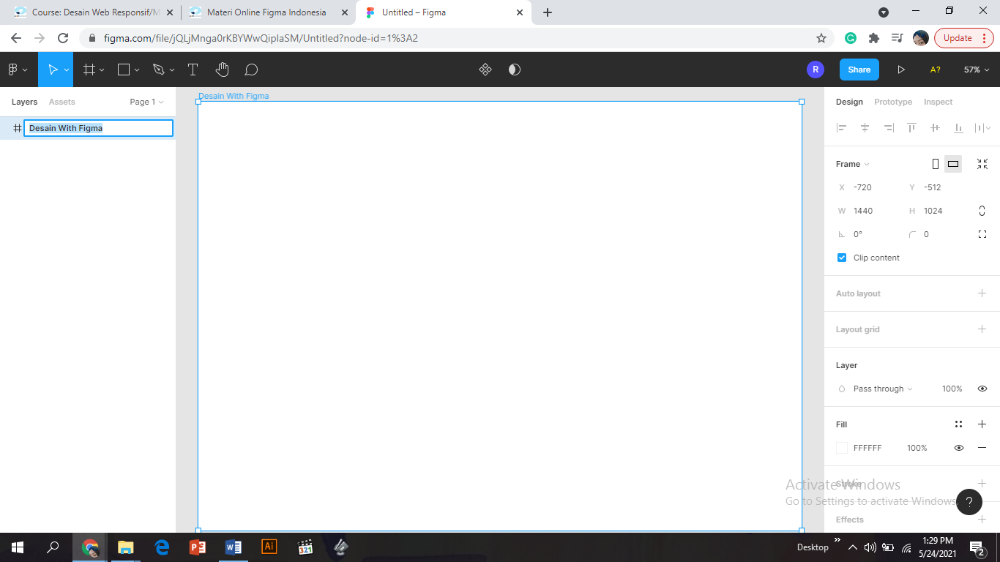 Course: Desain Web Responsif/M
Materi Online Figma Indonesia
Untitled – Figma
figma.com/file/jQLjMnga0rKBYWwQipIaSM/Untitled?node-id=1%3A2
Update
R
Share
A?
57%
Layers
Assets
Page 1
Desain With Figma
Desain With Figma
Design
Prototype
Inspect
Frame
X -720
Y -512
W 1440
H 1024
0°
0
Clip content
Auto layout
Layout grid
Layer
Pass through
100%
Fill
FFFFFF
100%
Stroke
Activate Windows
Go to Settings to activate Windows.
?
Effects
Desktop
1:29 PM
5/24/2021
2